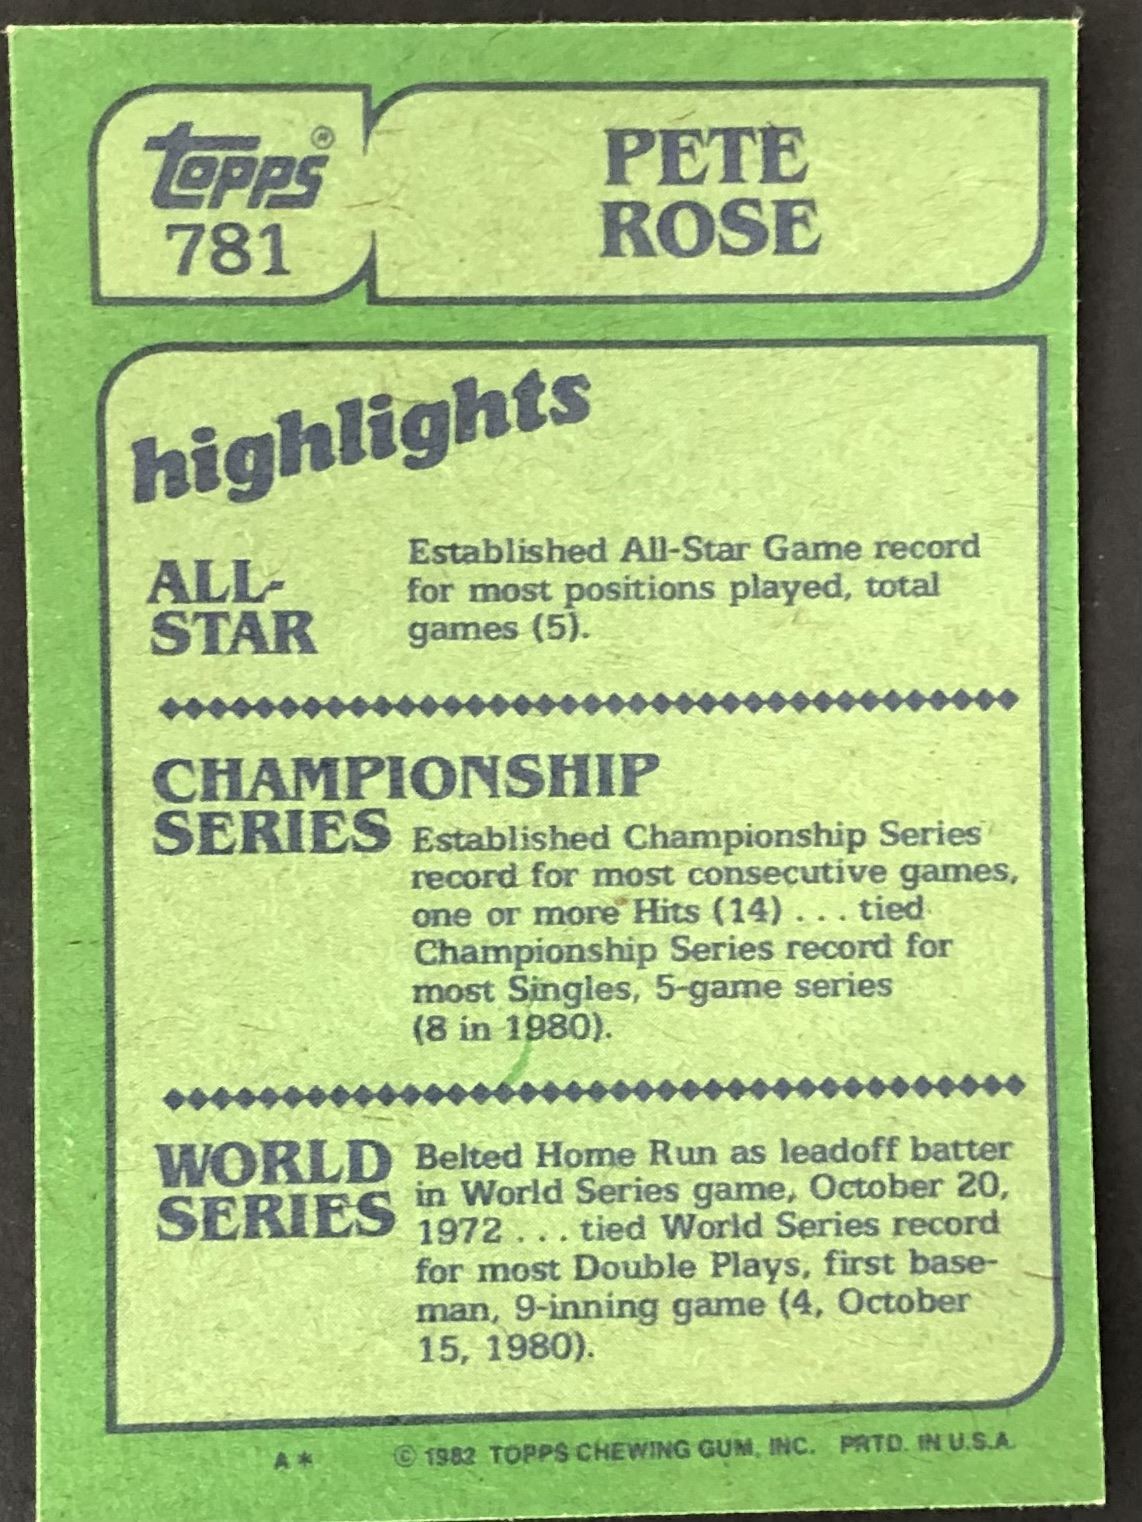 topps®
781
PETE
ROSE
highlights
ALL-
STAR
Established All-Star Game record
for most positions played, total
games (5).
CHAMPIONSHIP
SERIES
Established Championship Series
record for most consecutive games,
one or more Hits (14) . . . tied
Championship Series record for
most Singles, 5-game series
(8 in 1980).
WORLD
SERIES
Belted Home Run as leadoff batter
in World Series game, October 20,
1972 . . . tied World Series record
for most Double Plays, first base-
man, 9-inning game (4, October
15, 1980).
A* © 1982 TOPPS CHEWING GUM, INC. PRTD. IN U.S.A.